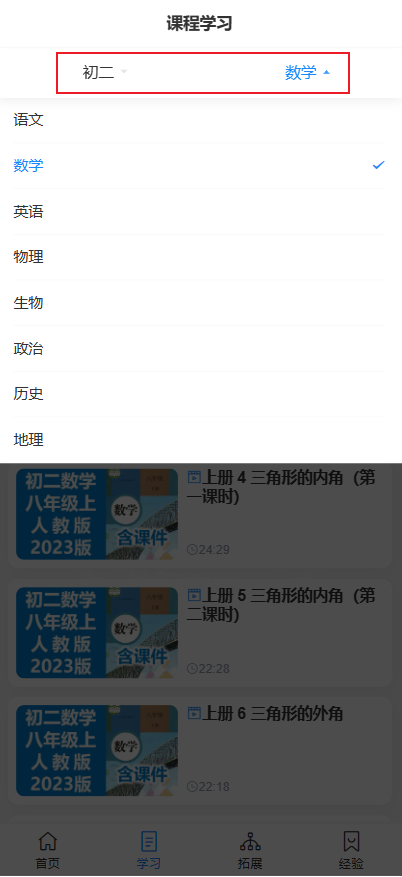 课程学习
初二
数学
语文
数学
英语
物理
生物
政治
历史
地理
初二数学
八年级上
人教版
2023版
数学
含课件
上册 4 三角形的内角（第
一课时）
24:29
初二数学
八年级上
人教版
2023版
数学
含课件
上册 5 三角形的内角（第
二课时）
22:28
初二数学
八年级上
人教版
2023版
数学
含课件
上册 6 三角形的外角
22:18
首页
学习
拓展
经验